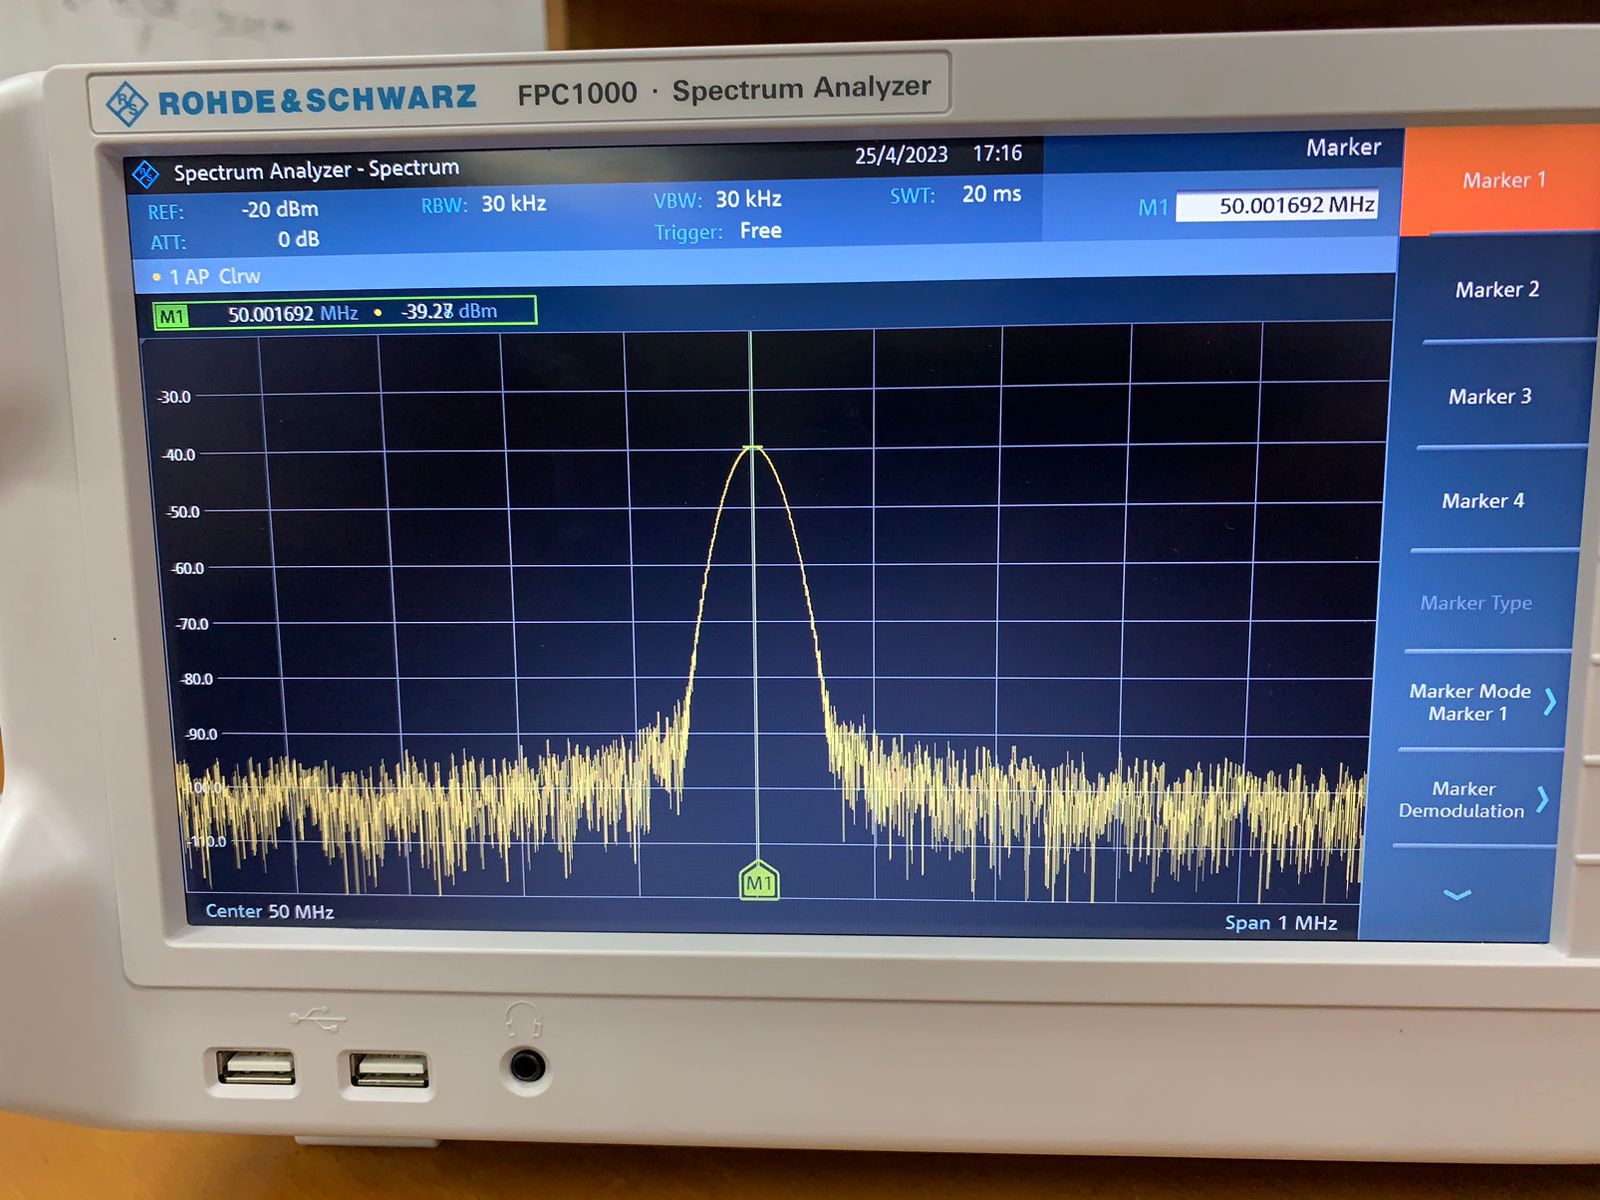 ROHDE&SCHWARZ FPC1000 · Spectrum Analyzer
Spectrum Analyzer - Spectrum 25/4/2023 17:16 Marker
REF: -20 dBm RBW: 30 kHz VBW: 30 kHz SWT: 20 ms M1 50.001692 MHz
ATT: 0 dB Trigger: Free
1 AP Clrw
M1 50.001692 MHz -39.28 dBm
-30.0
-40.0
-50.0
-60.0
-70.0
-80.0
-90.0
-100.0
-110.0
M1
Center 50 MHz Span 1 MHz
Marker 1
Marker 2
Marker 3
Marker 4
Marker Type
Marker Mode
Marker 1
Marker
Demodulation